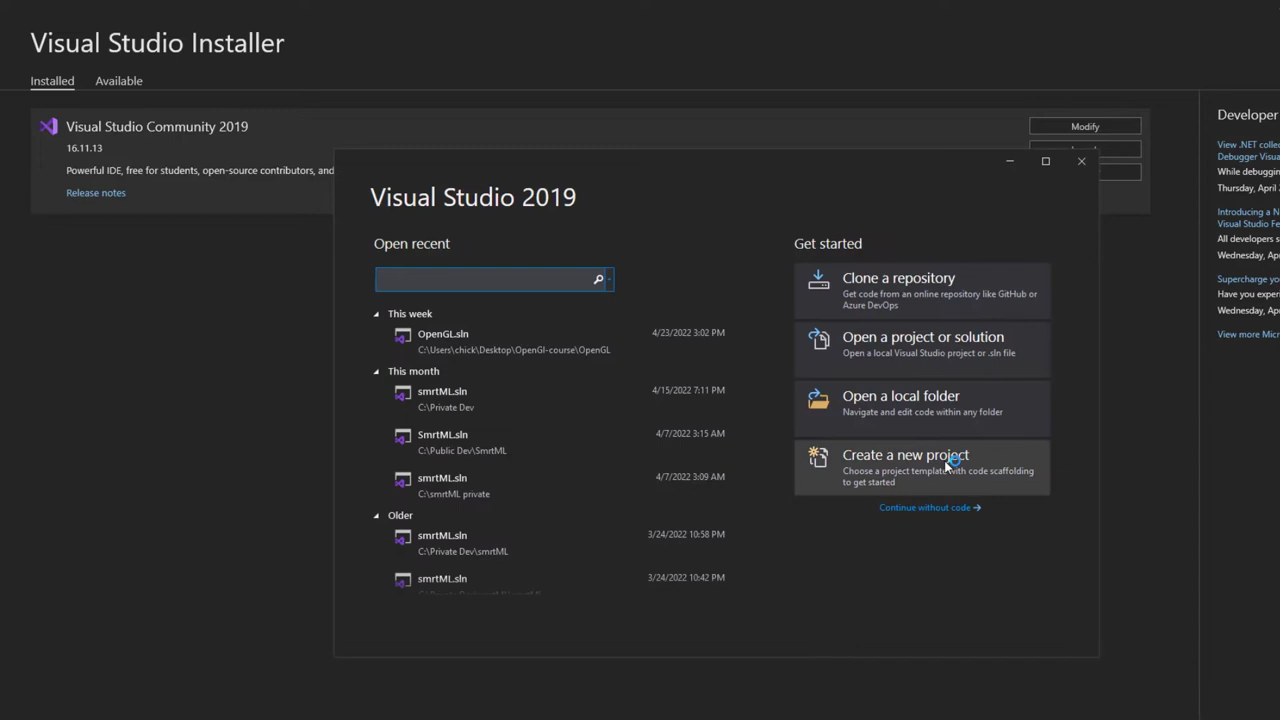 Visual Studio Installer
Installed
Available
Visual Studio Community 2019
Modify
16.11.13
Powerful IDE, free for students, open-source contributors, and
Release notes
Developer
View .NET collec
Debugger Visua
While debuggin
Thursday, April
Introducing a N
Visual Studio Fe
All developers s
Wednesday, Apri
Supercharge yo
Have you exper
Wednesday, Apri
View more Micr
Visual Studio 2019
Open recent
This week
OpenGL.sln
4/23/2022 3:02 PM
C:\Users\chick\Desktop\OpenGl-course\OpenGL
This month
smrtML.sln
4/15/2022 7:11 PM
C:\Private Dev
SmrtML.sln
4/7/2022 3:15 AM
C:\Public Dev\SmrtML
smrtML.sln
4/7/2022 3:09 AM
C:\smrtML private
Older
smrtML.sln
3/24/2022 10:58 PM
C:\Private Dev\smrtML
smrtML.sln
3/24/2022 10:42 PM
Get started
Clone a repository
Get code from an online repository like GitHub or
Azure DevOps
Open a project or solution
Open a local Visual Studio project or .sln file
Open a local folder
Navigate and edit code within any folder
Create a new project
Choose a project template with code scaffolding
to get started
Continue without code